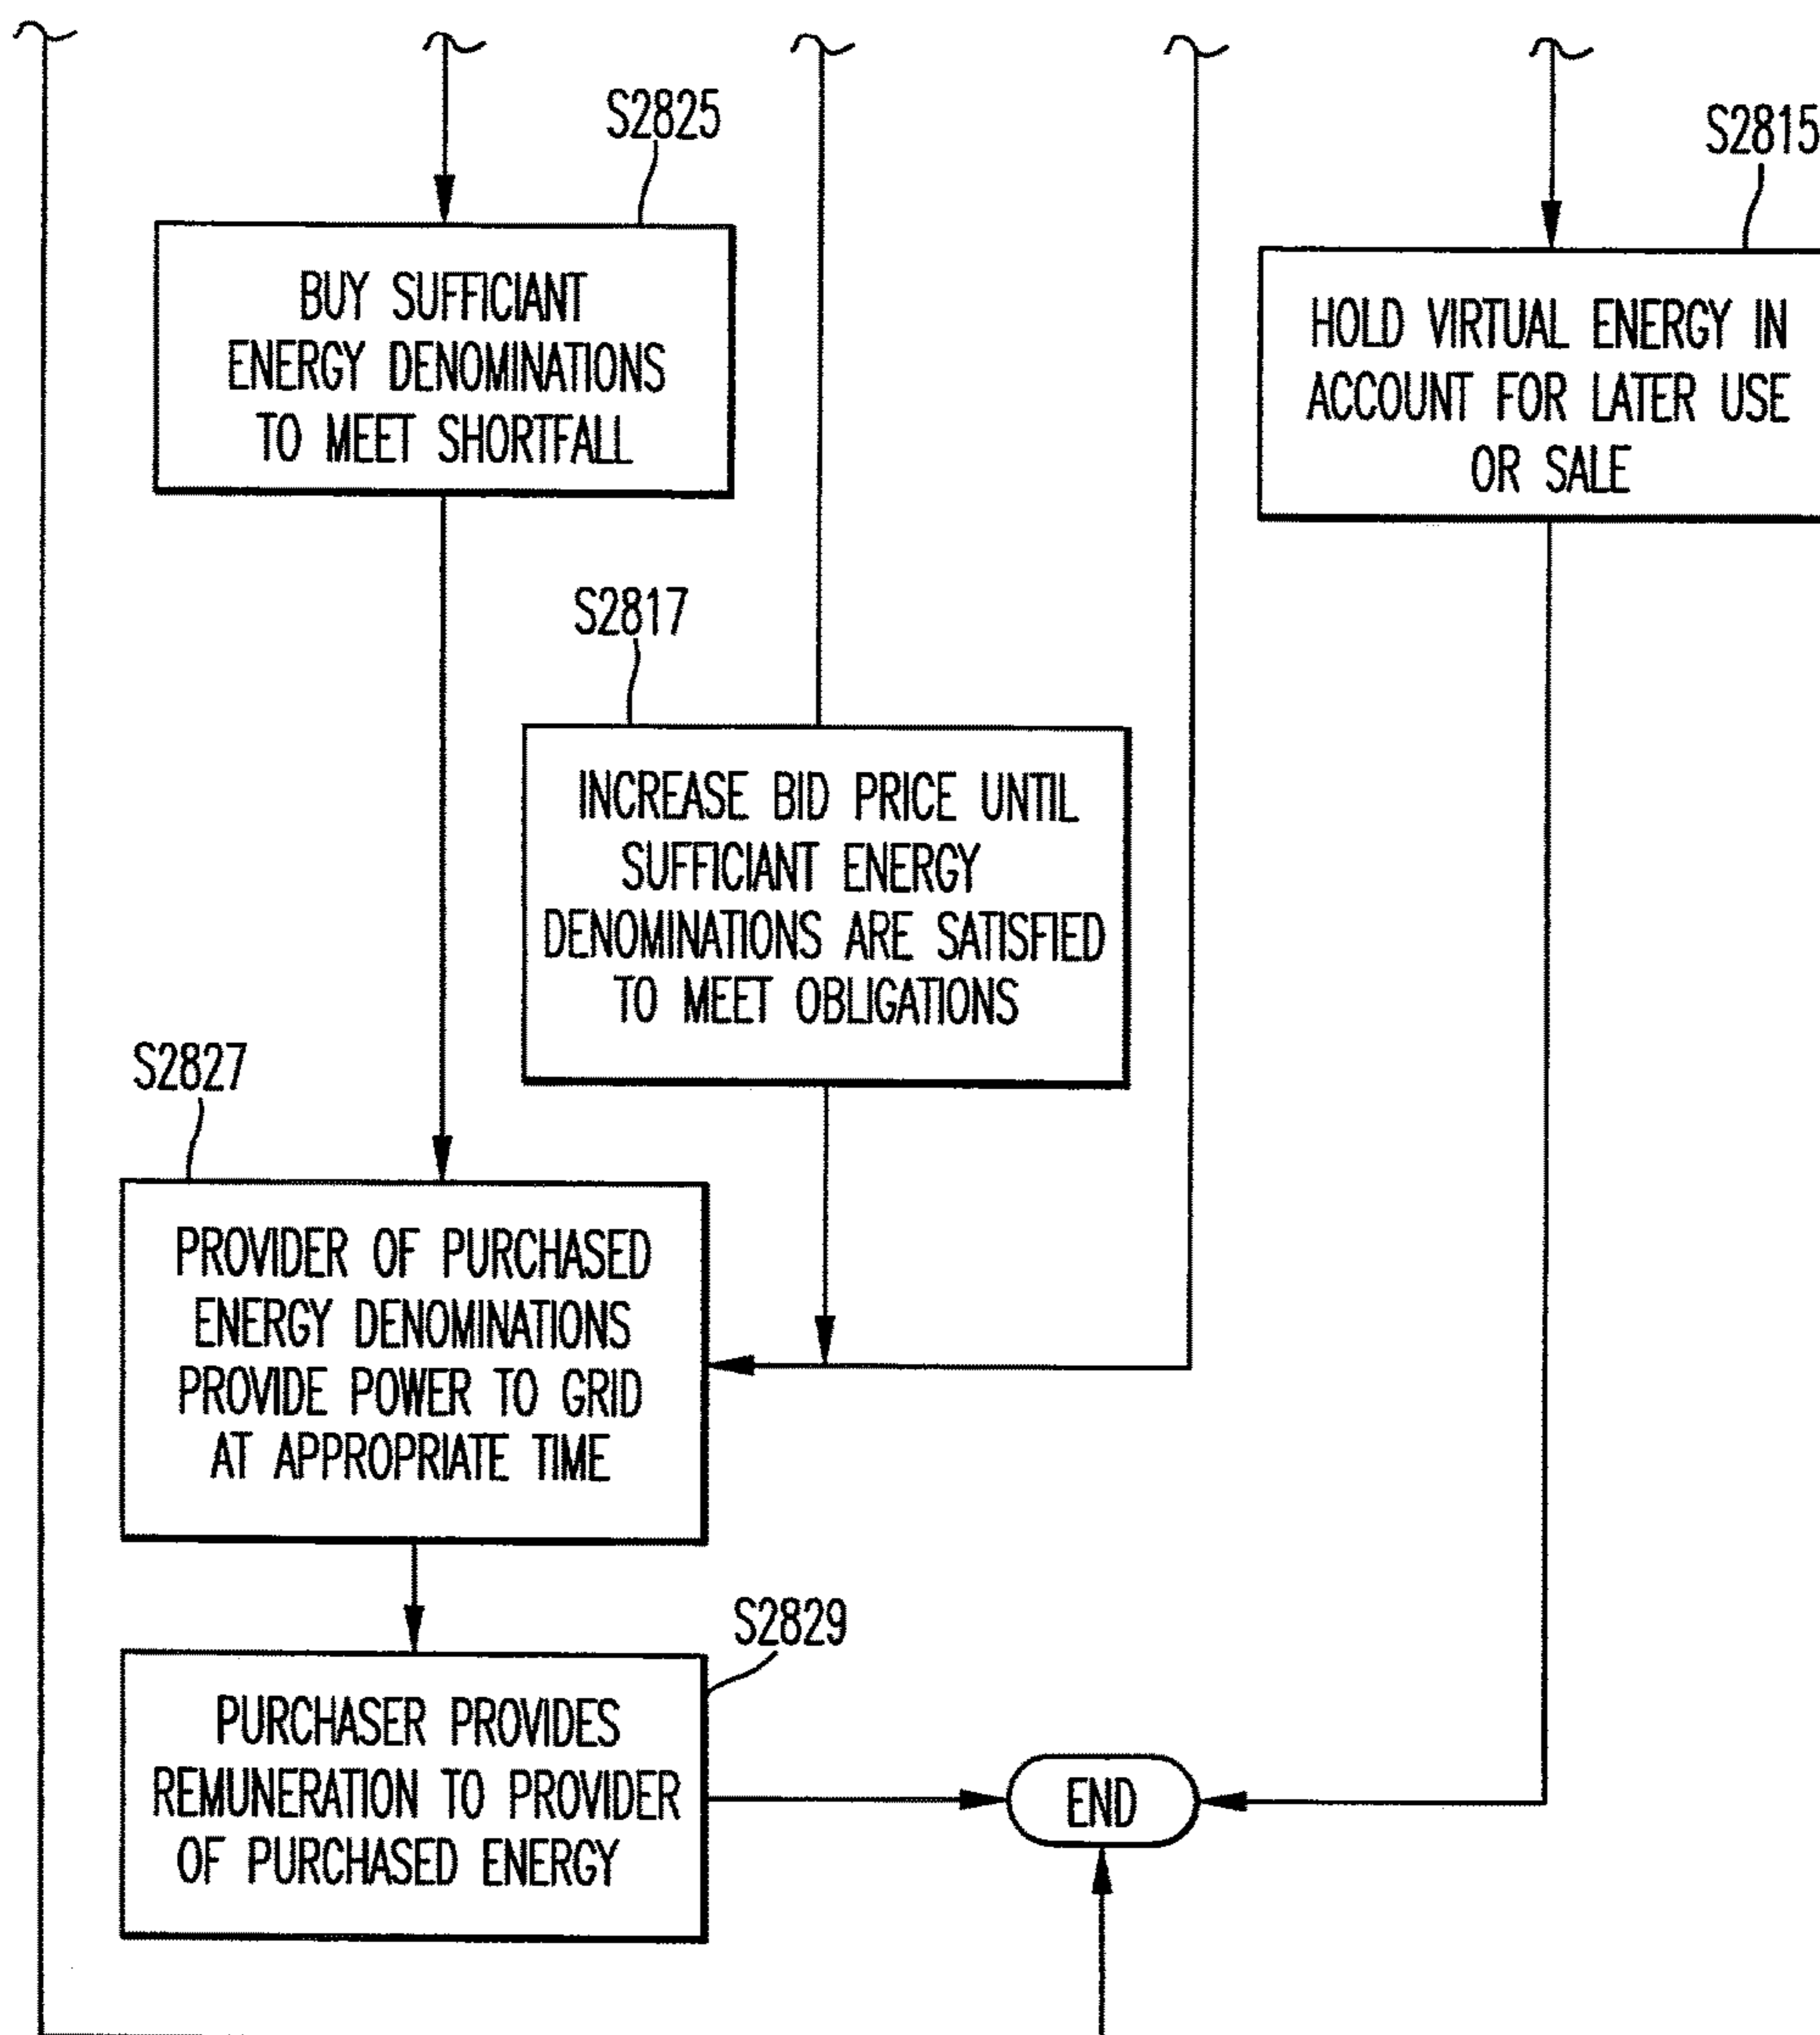 S2825
BUY SUFFICIANT
ENERGY DENOMINATIONS
TO MEET SHORTFALL
S2815
HOLD VIRTUAL ENERGY IN
ACCOUNT FOR LATER USE
OR SALE
S2817
INCREASE BID PRICE UNTIL
SUFFICIANT ENERGY
DENOMINATIONS ARE SATISFIED
TO MEET OBLIGATIONS
S2827
PROVIDER OF PURCHASED
ENERGY DENOMINATIONS
PROVIDE POWER TO GRID
AT APPROPRIATE TIME
S2829
PURCHASER PROVIDES
REMUNERATION TO PROVIDER
OF PURCHASED ENERGY
END